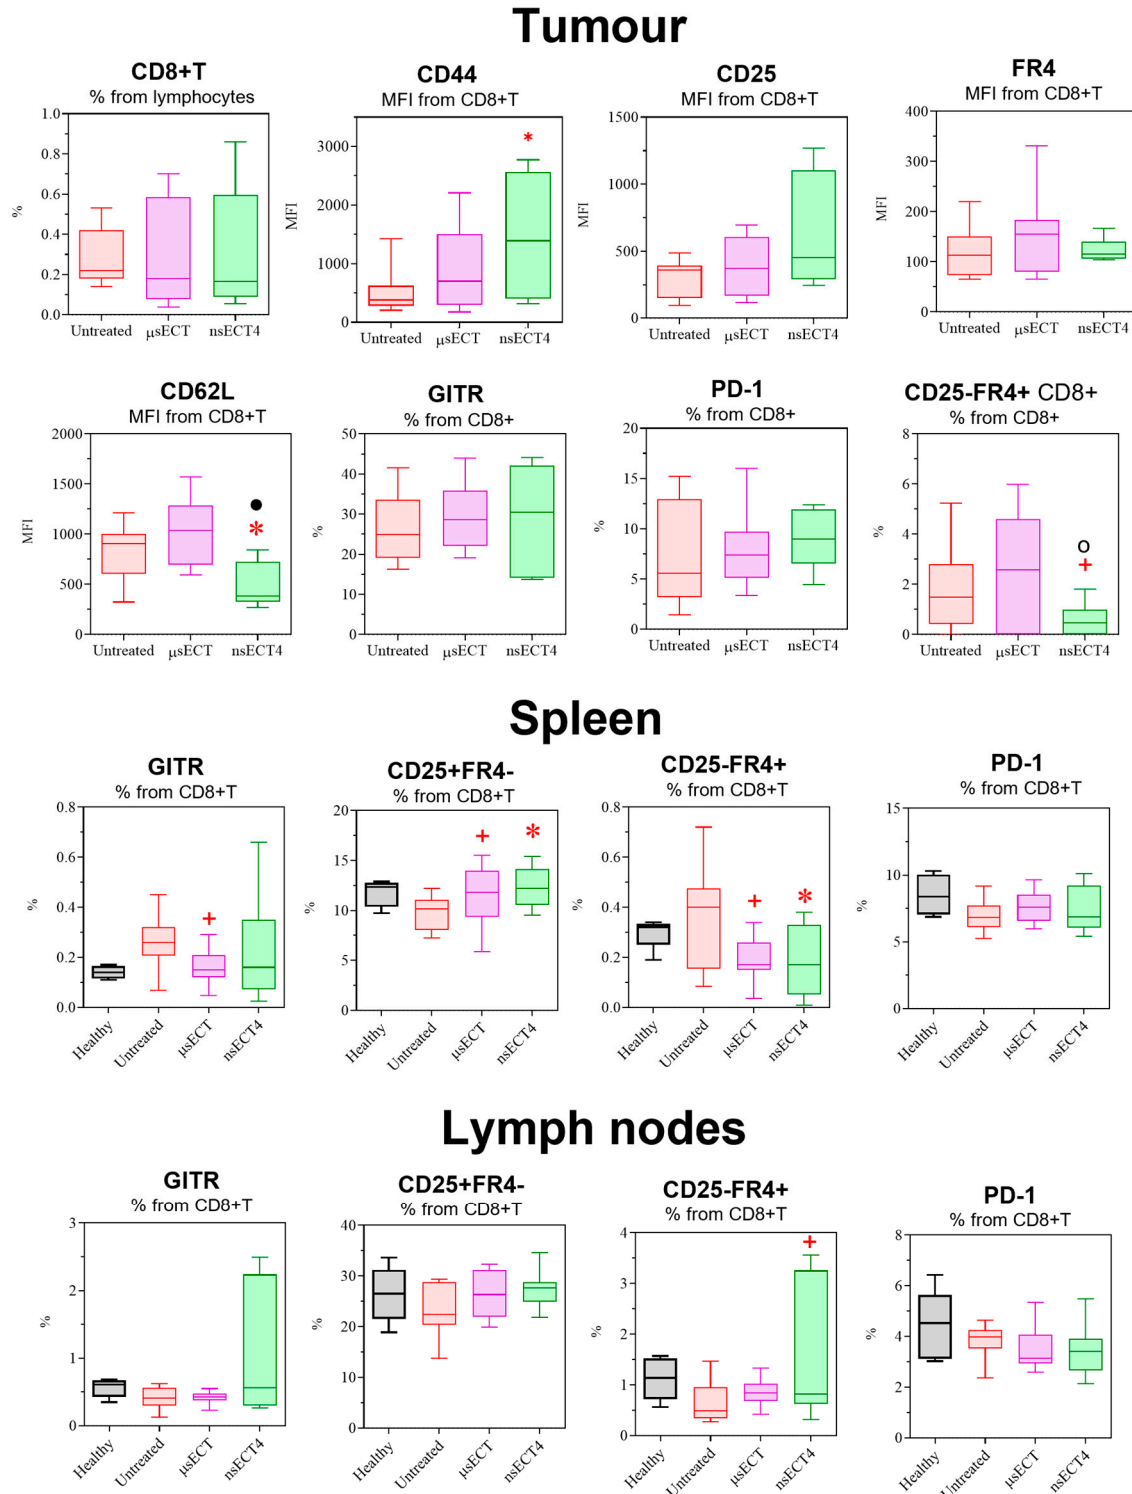 Tumour
CD8+T
% from lymphocytes
1.0
0.8
0.6
0.4
0.2
0.0
%
Untreated
µsECT
nsECT4
CD44
MFI from CD8+T
3000
2000
1000
0
MFI
*
Untreated
µsECT
nsECT4
CD25
MFI from CD8+T
1500
1000
500
0
MFI
Untreated
µsECT
nsECT4
FR4
MFI from CD8+T
400
300
200
100
0
MFI
Untreated
µsECT
nsECT4
CD62L
MFI from CD8+T
2000
1500
1000
500
0
MFI
●
*
Untreated
µsECT
nsECT4
GITR
% from CD8+
50
40
30
20
10
0
%
Untreated
µsECT
nsECT4
PD-1
% from CD8+
20
15
10
5
0
%
Untreated
µsECT
nsECT4
CD25-FR4+ CD8+
% from CD8+
8
6
4
2
0
%
o
+
Untreated
µsECT
nsECT4
Spleen
GITR
% from CD8+T
0.8
0.6
0.4
0.2
0.0
%
+
Healthy
Untreated
µsECT
nsECT4
CD25+FR4-
% from CD8+T
20
15
10
5
0
%
+
*
Healthy
Untreated
µsECT
nsECT4
CD25-FR4+
% from CD8+T
0.8
0.6
0.4
0.2
0.0
%
+
*
Healthy
Untreated
µsECT
nsECT4
PD-1
% from CD8+T
15
10
5
0
%
Healthy
Untreated
µsECT
nsECT4
Lymph nodes
GITR
% from CD8+T
3
2
1
0
%
Healthy
Untreated
µsECT
nsECT4
CD25+FR4-
% from CD8+T
40
30
20
10
0
%
Healthy
Untreated
µsECT
nsECT4
CD25-FR4+
% from CD8+T
4
3
2
1
0
%
+
Healthy
Untreated
µsECT
nsECT4
PD-1
% from CD8+T
8
6
4
2
0
%
Healthy
Untreated
µsECT
nsECT4